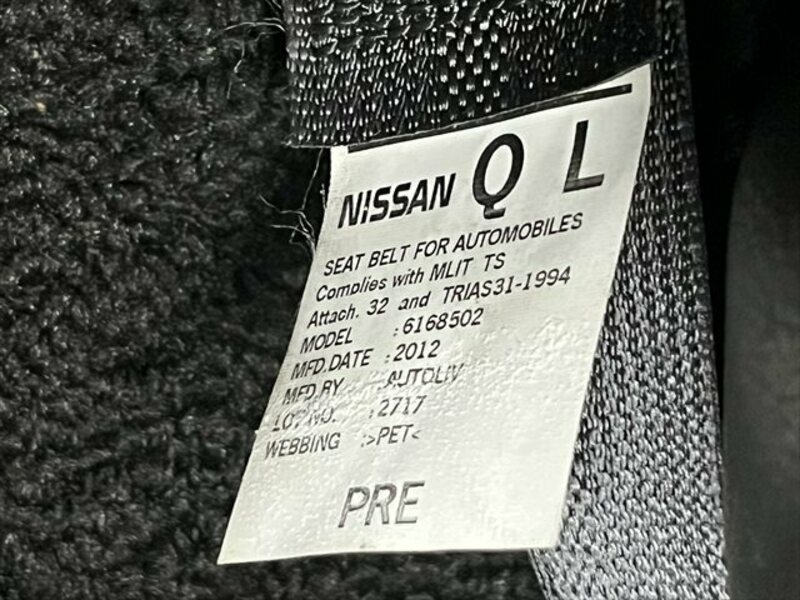 NISSAN Q L
SEAT BELT FOR AUTOMOBILES
Complies with MLIT TS
Attach. 32 and TRIAS31-1994
MODEL :6168502
MFD.DATE :2012
MFD.BY :AUTOLIV
LOT NO. :2717
WEBBING :>PET<
PRE